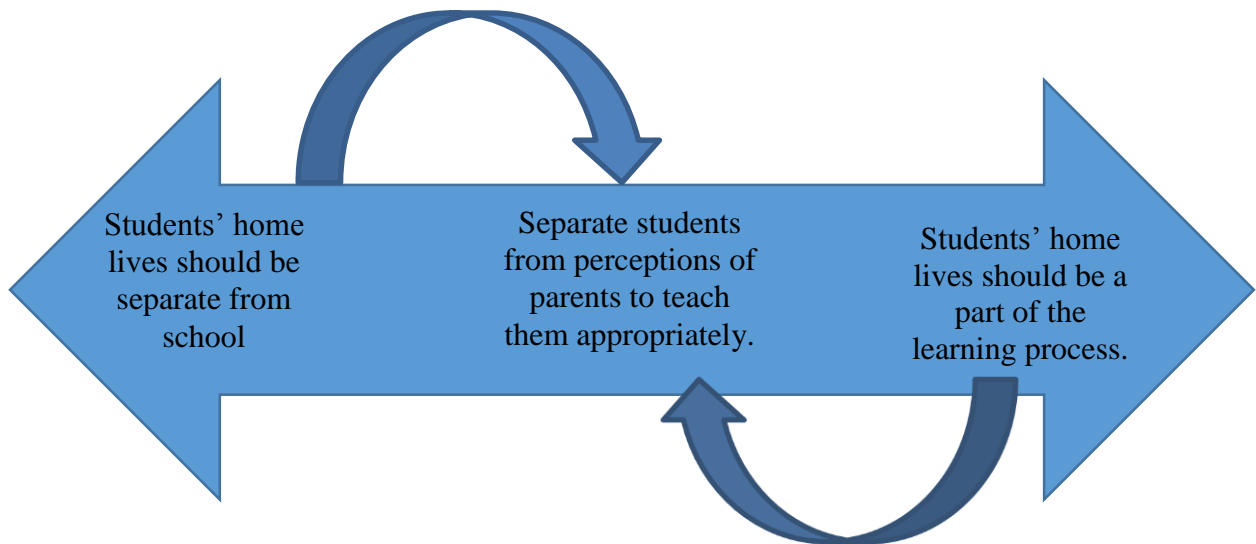 Students’ home
lives should be
separate from
school
Separate students
from perceptions of
parents to teach
them appropriately.
Students’ home
lives should be a
part of the
learning process.